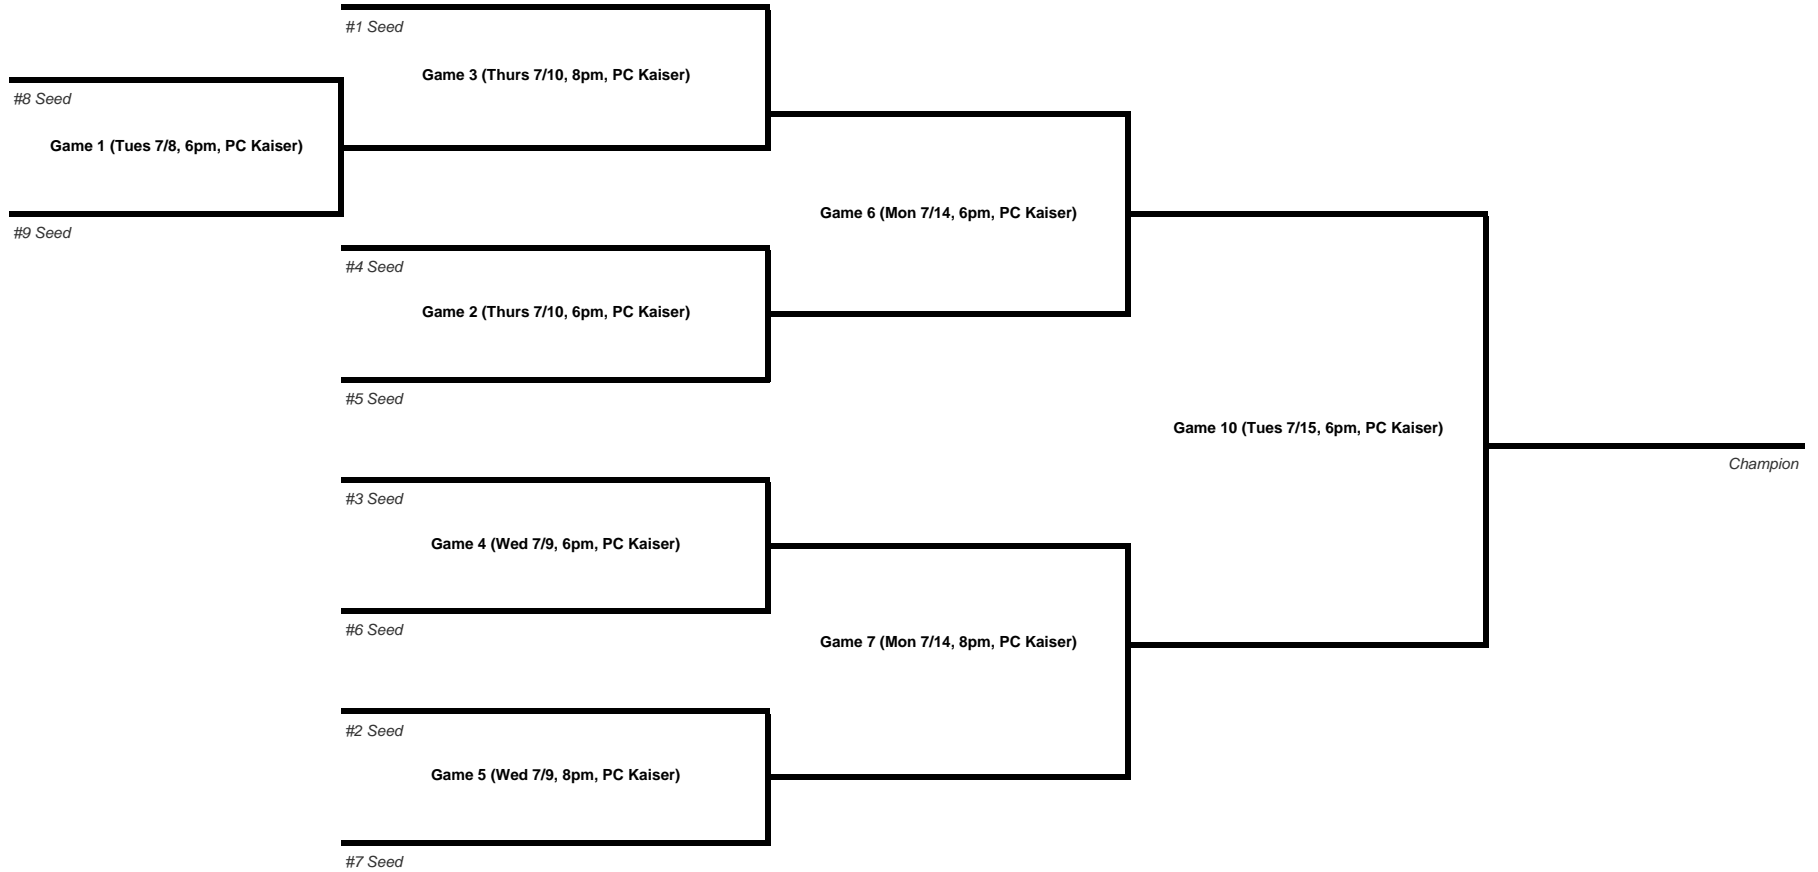 #1 Seed
Game 3 (Thurs 7/10, 8pm, PC Kaiser)
#8 Seed
Game 1 (Tues 7/8, 6pm, PC Kaiser)
Game 6 (Mon 7/14, 6pm, PC Kaiser)
#9 Seed
#4 Seed
Game 2 (Thurs 7/10, 6pm, PC Kaiser)
#5 Seed
Game 10 (Tues 7/15, 6pm, PC Kaiser)
Champion
#3 Seed
Game 4 (Wed 7/9, 6pm, PC Kaiser)
#6 Seed
Game 7 (Mon 7/14, 8pm, PC Kaiser)
#2 Seed
Game 5 (Wed 7/9, 8pm, PC Kaiser)
#7 Seed